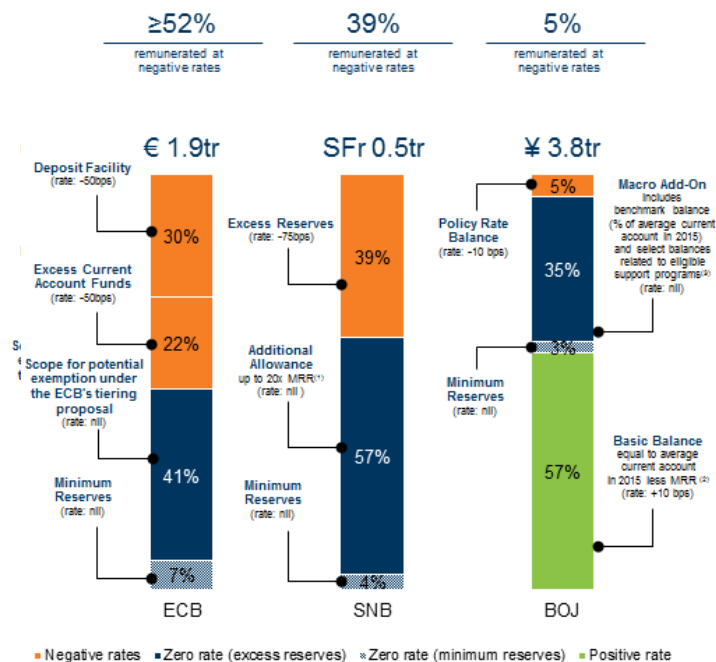 ≥52%
remunerated at
negative rates
39%
remunerated at
negative rates
5%
remunerated at
negative rates
€ 1.9tr
SFr 0.5tr
¥ 3.8tr
Deposit Facility
(rate: -50bps)
30%
Excess Current
Account Funds
(rate: -50bps)
22%
Scope for potential
exemption under
the ECB's tiering
proposal
(rate: nil)
41%
Minimum
Reserves
(rate: nil)
7%
ECB
Excess Reserves
(rate: -75bps)
39%
Additional
Allowance
up to 20x MRR⁽¹⁾
(rate: nil )
57%
Minimum
Reserves
(rate: nil)
4%
SNB
Policy Rate
Balance
(rate: -10 bps)
5%
Macro Add-On
includes
benchmark balance
(% of average current
account in 2015)
and select balances
related to eligible
support programs⁽³⁾
(rate: nil)
35%
Minimum
Reserves
(rate: nil)
3%
Basic Balance
equal to average
current account
in 2015 less MRR ⁽²⁾
(rate: +10 bps)
57%
BOJ
Negative rates
Zero rate (excess reserves)
Zero rate (minimum reserves)
Positive rate